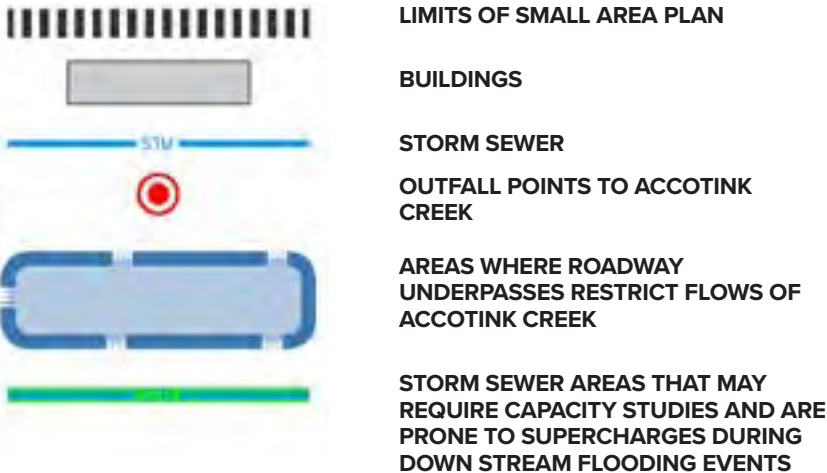 LIMITS OF SMALL AREA PLAN
BUILDINGS
STM
STORM SEWER
OUTFALL POINTS TO ACCOTINK
CREEK
AREAS WHERE ROADWAY
UNDERPASSES RESTRICT FLOWS OF
ACCOTINK CREEK
STORM SEWER AREAS THAT MAY
REQUIRE CAPACITY STUDIES AND ARE
PRONE TO SUPERCHARGES DURING
DOWN STREAM FLOODING EVENTS